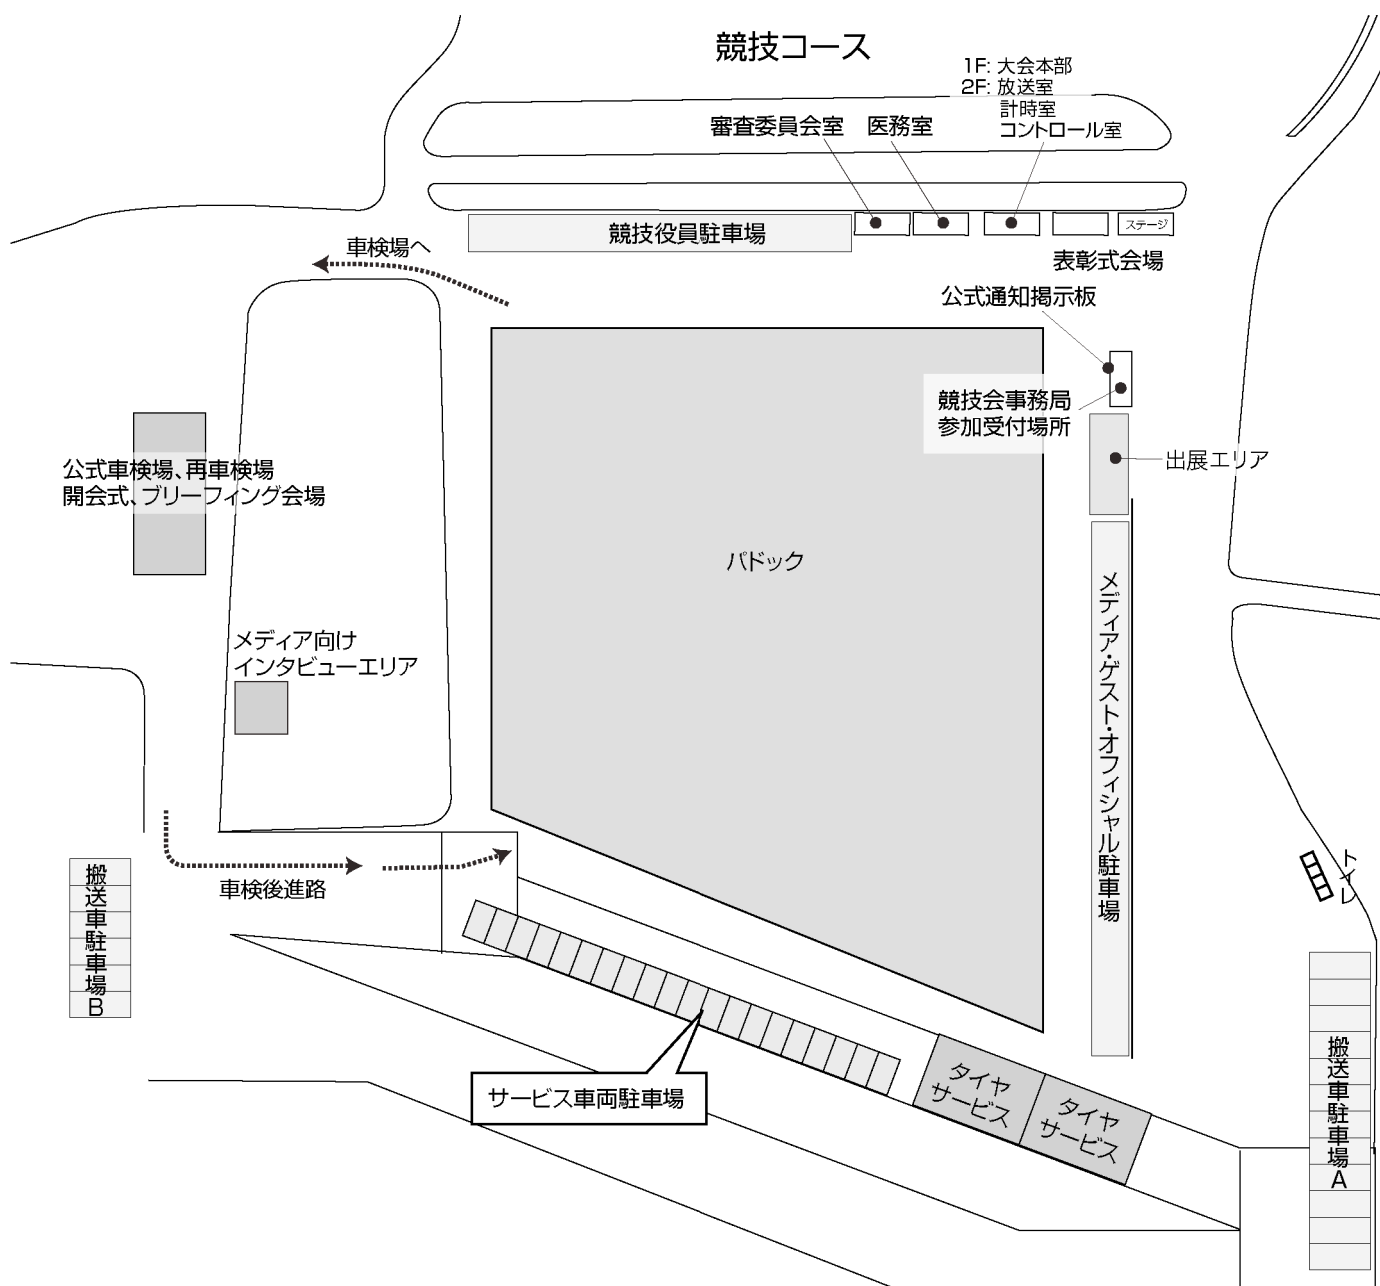 競技コース
1F: 大会本部
2F: 放送室
計時室
コントロール室
審査委員会室
医務室
競技役員駐車場
ステージ
車検場へ
表彰式会場
公式通知掲示板
競技会事務局
参加受付場所
出展エリア
公式車検場、再車検場
開会式、ブリーフィング会場
パドック
メディア・ゲスト・オフィシャル駐車場
メディア向け
インタビューエリア
トイレ
車検後進路
搬送車駐車場B
搬送車駐車場A
サービス車両駐車場
タイヤ
サービス
タイヤ
サービス